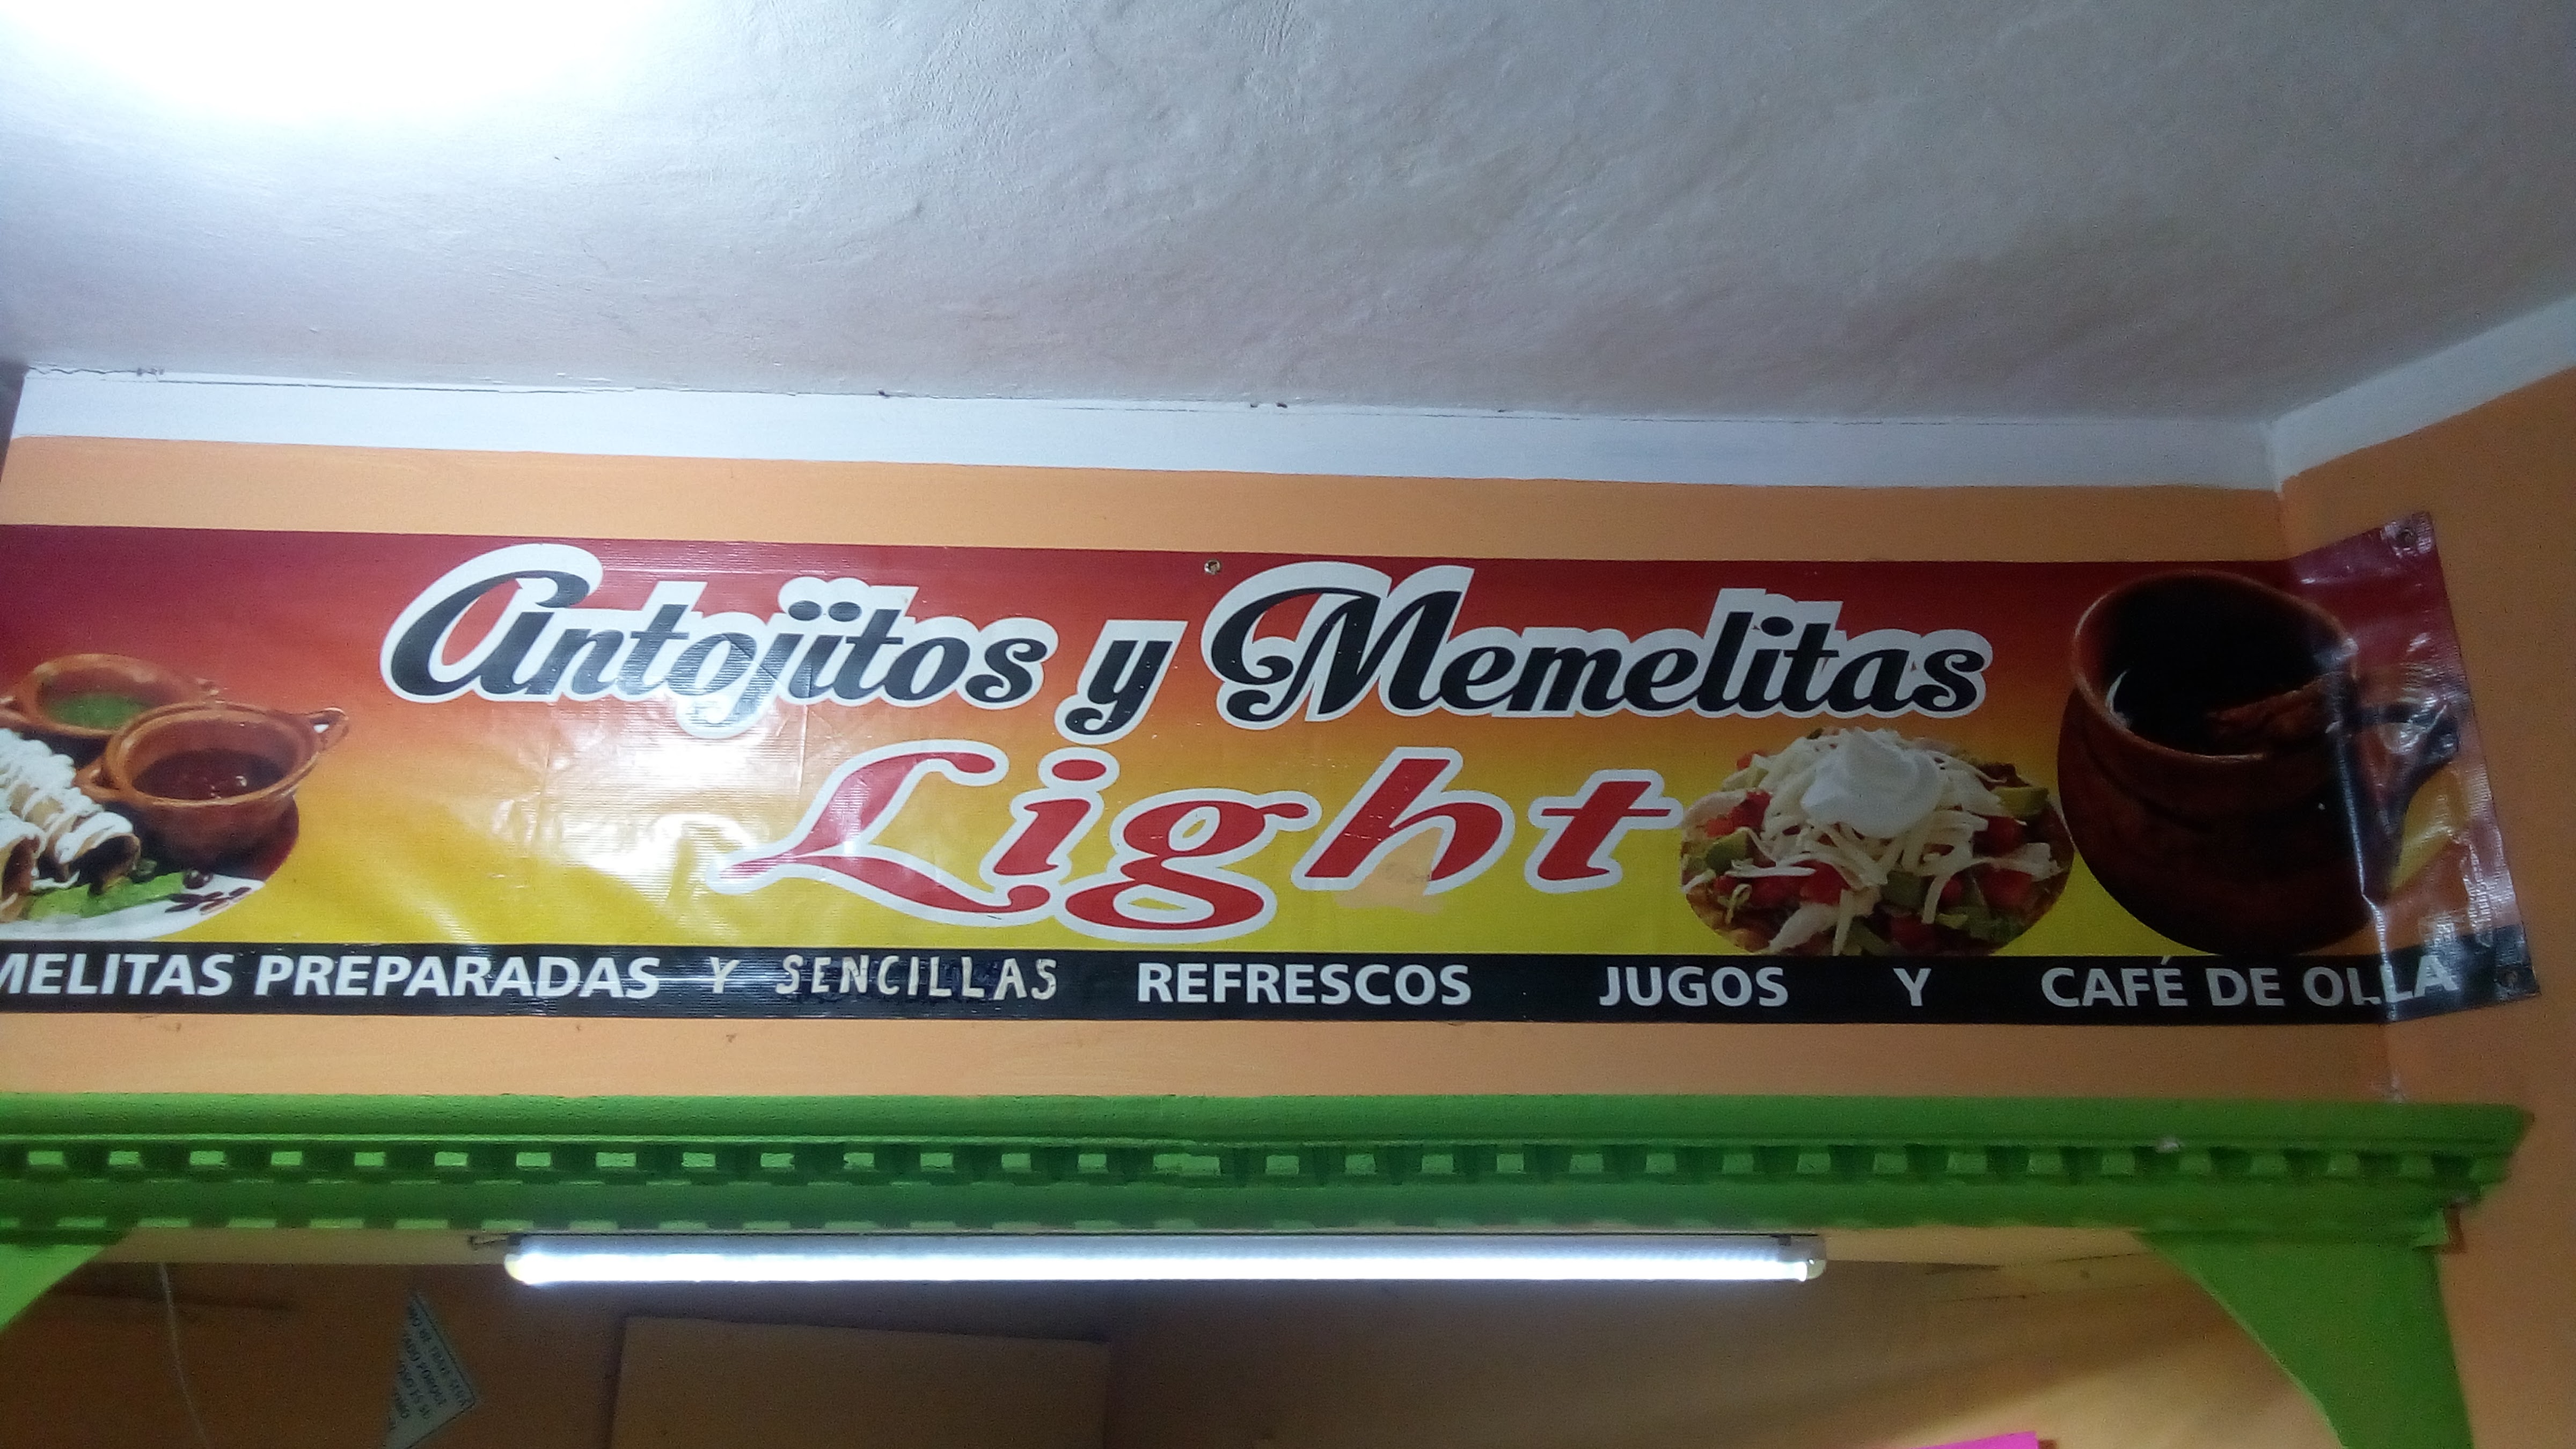 Antojitos y Memelitas
Light
MELITAS PREPARADAS Y SENCILLAS REFRESCOS JUGOS Y CAFÉ DE OLLA